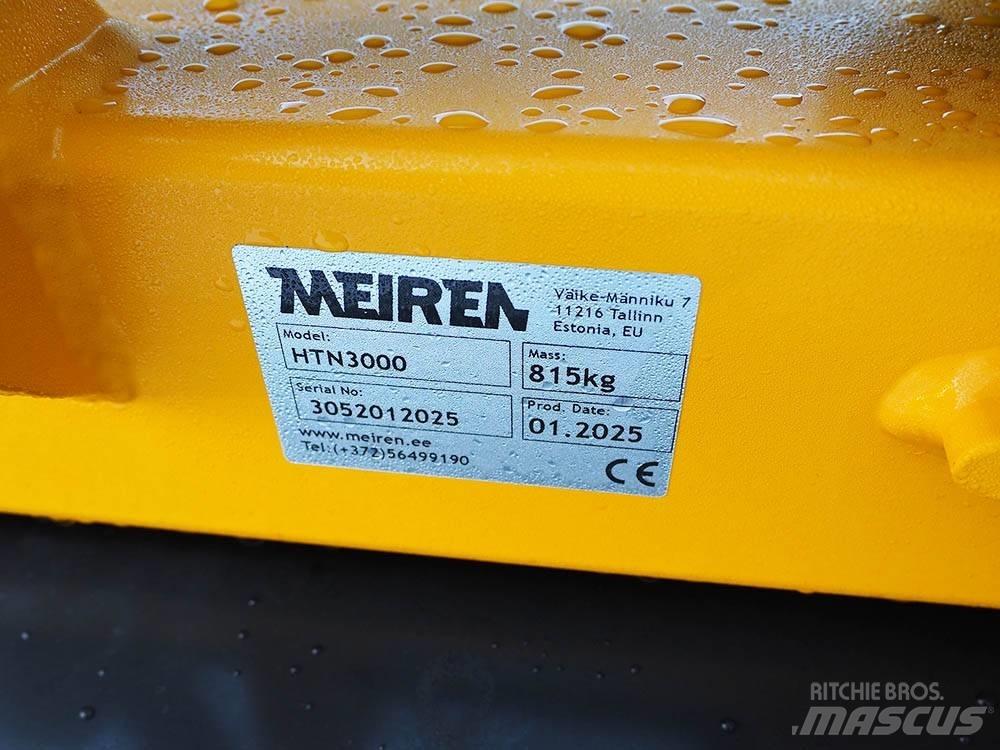 MEIREN
Väike-Männiku 7
11216 Tallinn
Estonia, EU
Model:
HTN3000
Mass:
815kg
Serial No:
3052012025
Prod. Date:
01.2025
www.meiren.ee
Tel:(+372)56499190
CE
RITCHIE BROS.
.MASCUS